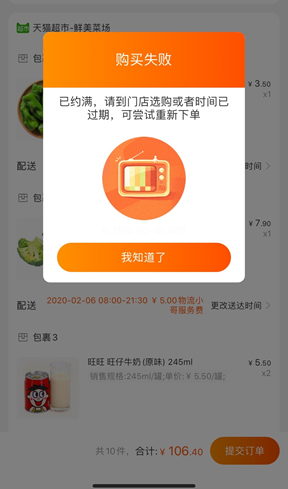 天猫超市-鲜美菜场
包
购买失败
¥ 3.50
x1
已约满，请到门店选购或者时间已
过期，可尝试重新下单
配送
时间
包
¥ 7.90
x1
我知道了
配送
2020-02-06 08:00-21:30 ¥ 5.00物流小
哥服务费
更改送达时间
包裹3
旺旺 旺仔牛奶(原味) 245ml
¥ 5.50
销售规格:245ml/罐;单价: ¥ 5.50/罐;
x2
共10件，合计: ¥ 106.40
提交订单